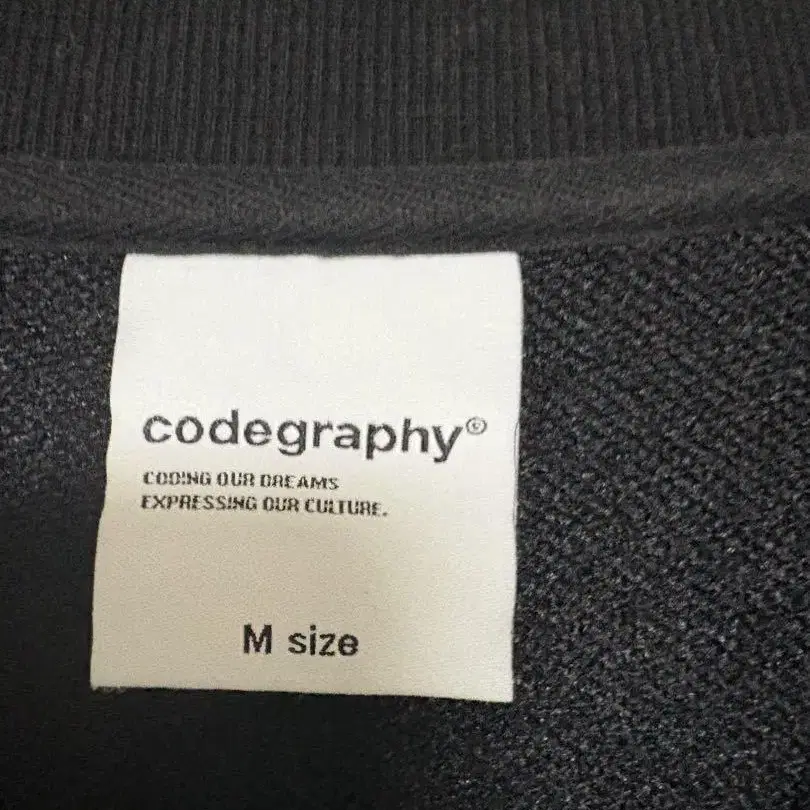 codegraphy©
CODING OUR DREAMS
EXPRESSING OUR CULTURE.
M size